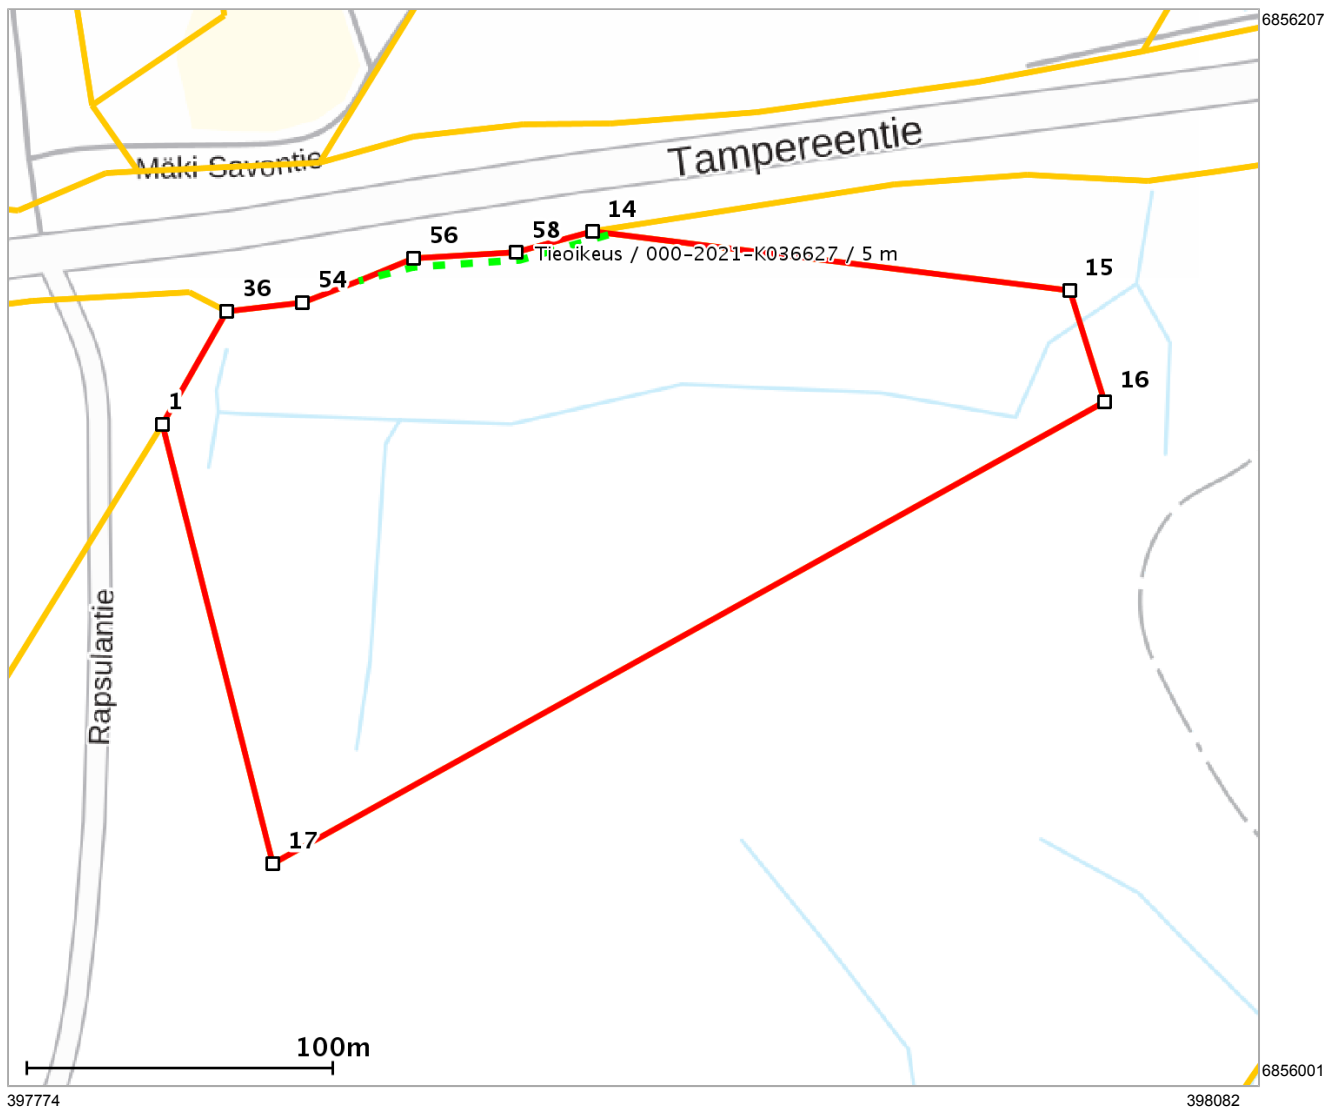 6856207
Mäki-Savontie
Tampereentie
14
58
56
Tieoikeus / 000-2021-K036627 / 5 m
15
54
36
16
1
Rapsulantie
17
100m
6856001
397774
398082